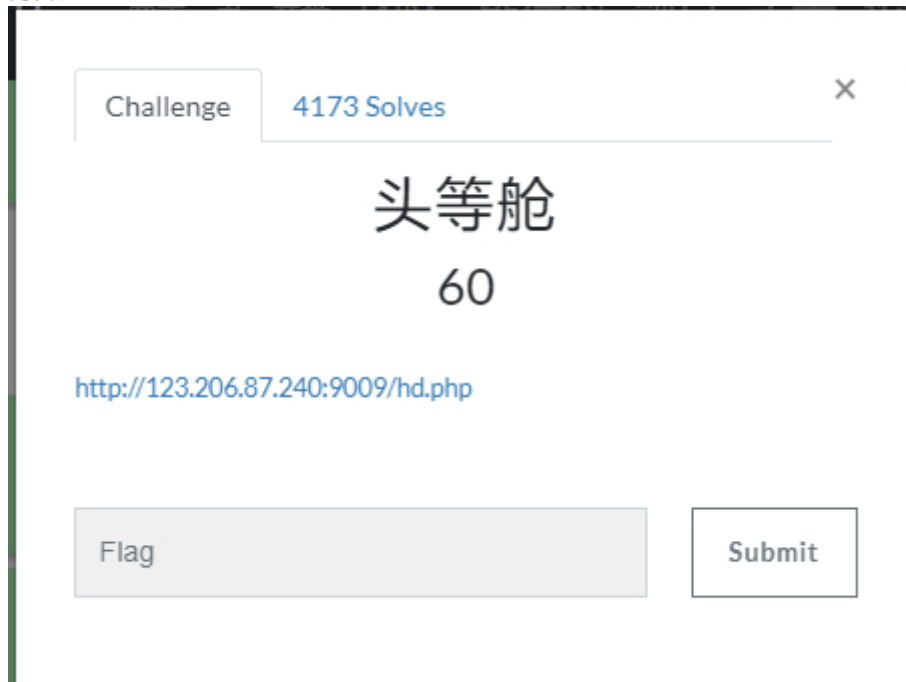 Challenge
4173 Solves
×
头等舱
60
http://123.206.87.240:9009/hd.php
Flag
Submit